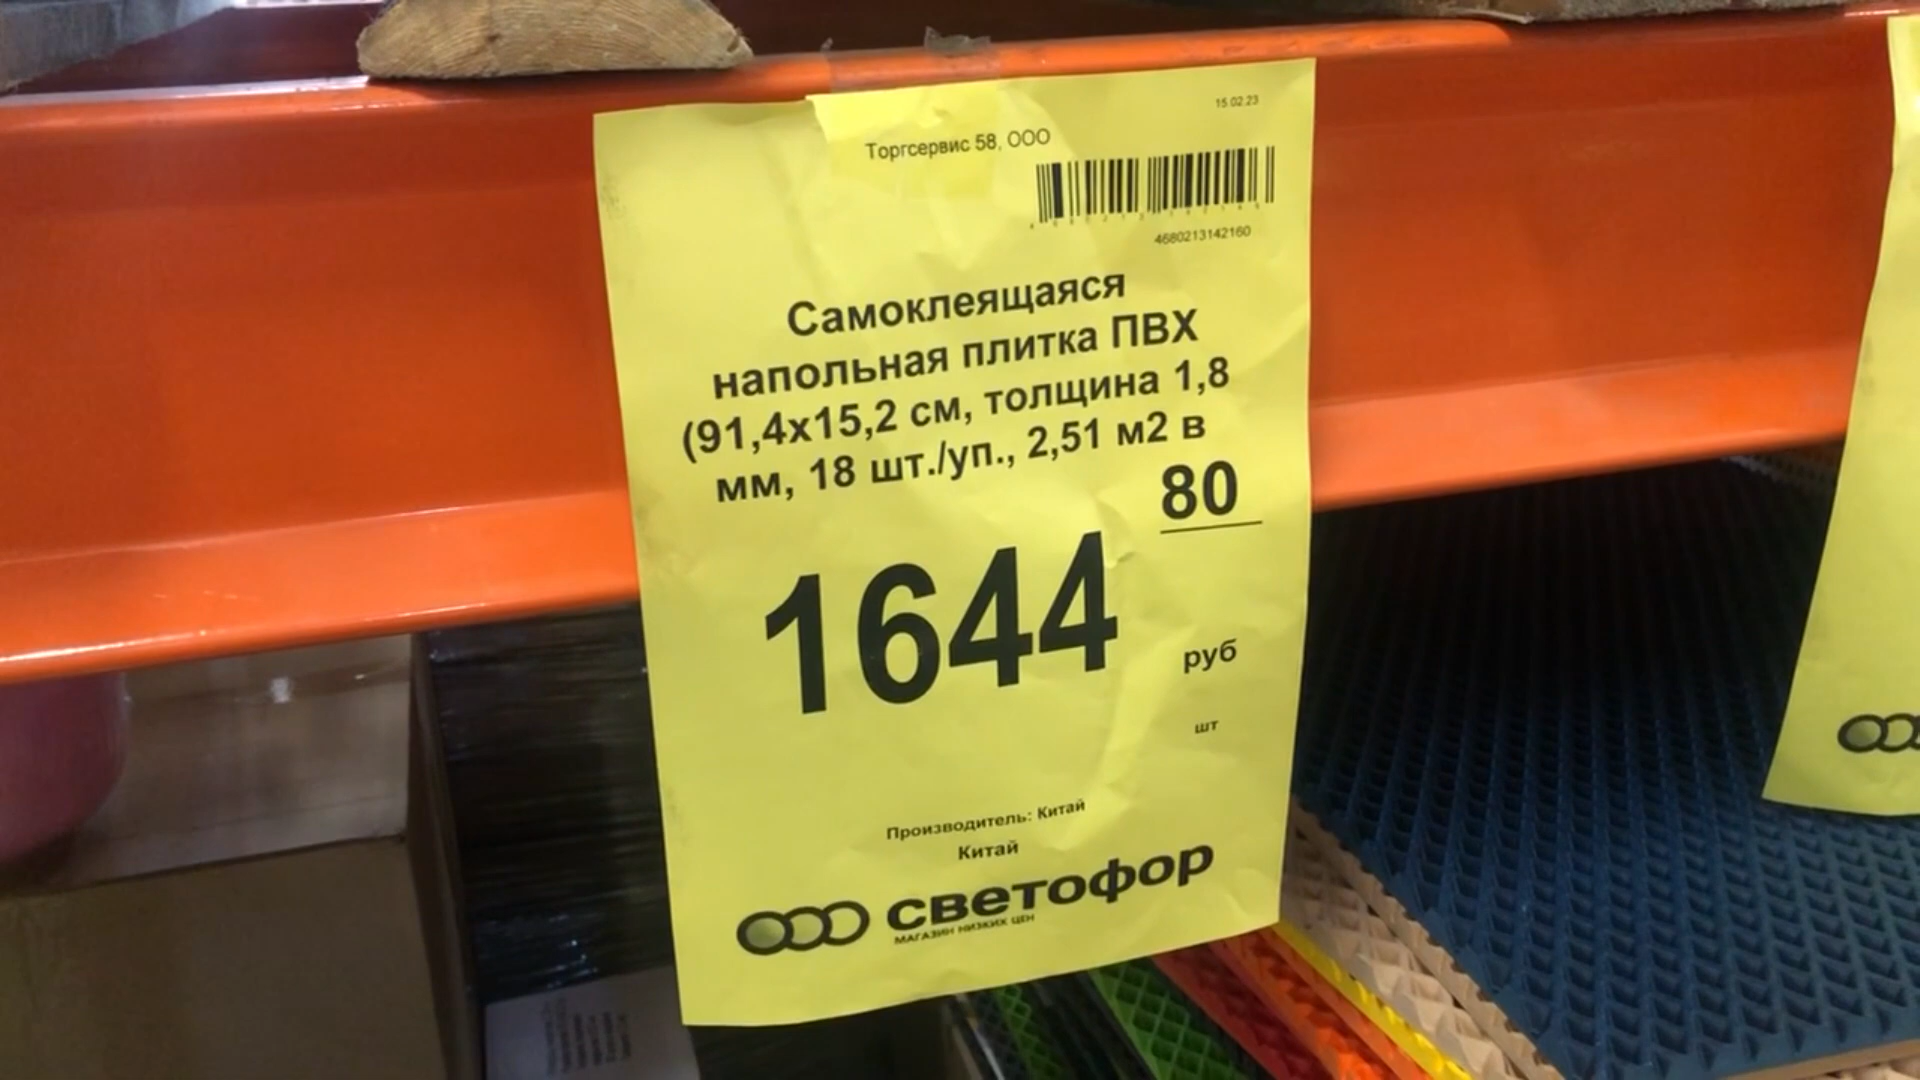 15.02.23
Торгсервис 58, ООО
4680213142160
Самоклеящаяся
напольная плитка ПВХ
(91,4х15,2 см, толщина 1,8
мм, 18 шт./уп., 2,51 м2 в
80
1644
руб
шт
Производитель: Китай
Китай
светофор
МАГАЗИН НИЗКИХ ЦЕН